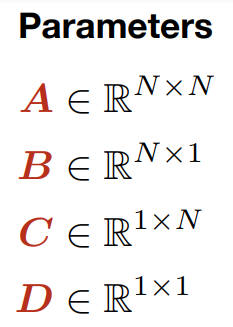 Parameters
A ∈ ℝ^{N×N}
B ∈ ℝ^{N×1}
C ∈ ℝ^{1×N}
D ∈ ℝ^{1×1}